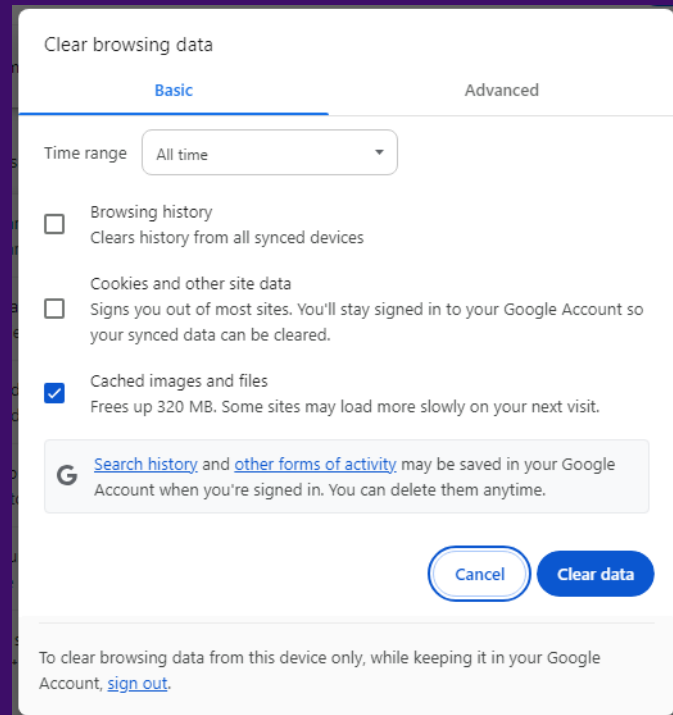 Clear browsing data
Basic
Advanced
Time range
All time
Browsing history
Clears history from all synced devices
Cookies and other site data
Signs you out of most sites. You'll stay signed in to your Google Account so
your synced data can be cleared.
Cached images and files
Frees up 320 MB. Some sites may load more slowly on your next visit.
G
Search history and other forms of activity may be saved in your Google
Account when you're signed in. You can delete them anytime.
Cancel
Clear data
To clear browsing data from this device only, while keeping it in your Google
Account, sign out.